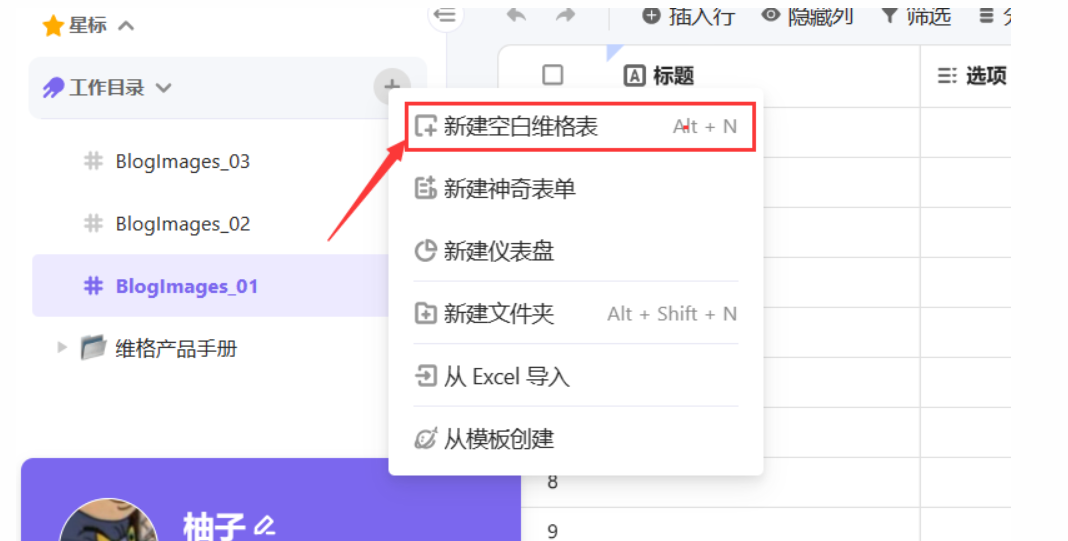 星标
插入行 隐藏列 筛选
工作目录
标题 选项
新建空白维格表 Alt + N
BlogImages_03
新建神奇表单
BlogImages_02
新建仪表盘
BlogImages_01
新建文件夹 Alt + Shift + N
维格产品手册
从 Excel 导入
从模板创建
8
柚子
9